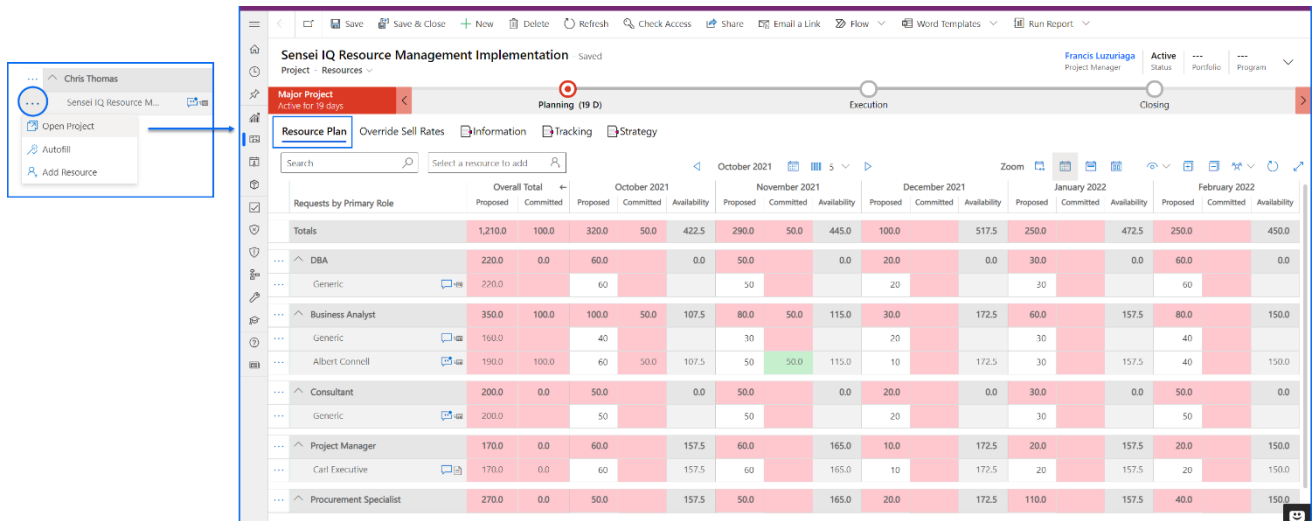 Chris Thomas
Sensei IQ Resource M...
Open Project
Autofill
Add Resource
Save Save & Close New Delete Refresh Check Access Share Email a Link Flow Word Templates Run Report
Sensei IQ Resource Management Implementation - Saved
Project - Resources
Francis Luzuriaga Active --- ---
Project Manager Status Portfolio Program
Major Project
Active for 19 days
Planning (19 D) Execution Closing
Resource Plan Override Sell Rates Information Tracking Strategy
Search Select a resource to add October 2021 5 Zoom
Overall Total October 2021 November 2021 December 2021 January 2022 February 2022
Requests by Primary Role Proposed Committed Proposed Committed Availability Proposed Committed Availability Proposed Committed Availability Proposed Committed Availability Proposed Committed Availability
Totals 1,210.0 100.0 320.0 50.0 422.5 290.0 50.0 445.0 100.0 517.5 250.0 472.5 250.0 450.0
DBA 220.0 0.0 60.0 0.0 50.0 0.0 20.0 0.0 30.0 0.0 60.0 0.0
Generic 220.0 60 50 20 30 60
Business Analyst 350.0 100.0 100.0 50.0 107.5 80.0 50.0 115.0 30.0 172.5 60.0 157.5 80.0 150.0
Generic 160.0 40 30 20 30 40
Albert Connell 190.0 100.0 60 50.0 107.5 50 50.0 115.0 10 172.5 30 157.5 40 150.0
Consultant 200.0 0.0 50.0 0.0 50.0 0.0 20.0 0.0 30.0 0.0 50.0 0.0
Generic 200.0 50 50 20 30 50
Project Manager 170.0 0.0 60.0 157.5 60.0 165.0 10.0 172.5 20.0 157.5 20.0 150.0
Carl Executive 170.0 0.0 60 157.5 60 165.0 10 172.5 20 157.5 20 150.0
Procurement Specialist 270.0 0.0 50.0 157.5 50.0 165.0 20.0 172.5 110.0 157.5 40.0 150.0